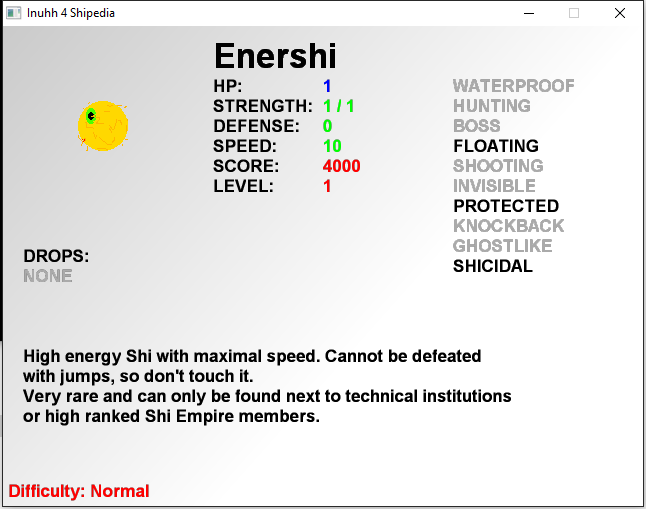 Inuhh 4 Shipedia
Enershi
HP: 1
STRENGTH: 1 / 1
DEFENSE: 0
SPEED: 10
SCORE: 4000
LEVEL: 1
WATERPROOF
HUNTING
BOSS
FLOATING
SHOOTING
INVISIBLE
PROTECTED
KNOCKBACK
GHOSTLIKE
SHICIDAL
DROPS:
NONE
High energy Shi with maximal speed. Cannot be defeated
with jumps, so don't touch it.
Very rare and can only be found next to technical institutions
or high ranked Shi Empire members.
Difficulty: Normal